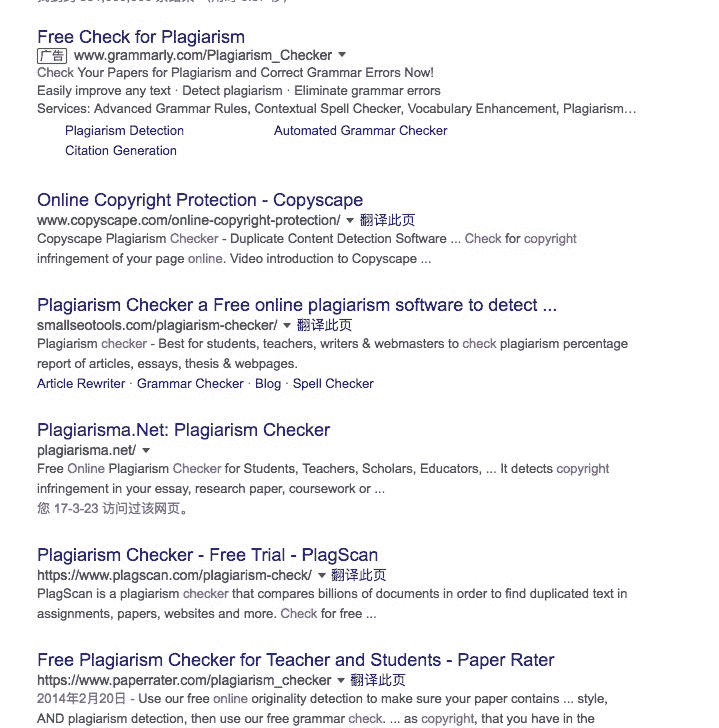 Free Check for Plagiarism
广告 www.grammarly.com/Plagiarism_Checker
Check Your Papers for Plagiarism and Correct Grammar Errors Now!
Easily improve any text · Detect plagiarism · Eliminate grammar errors
Services: Advanced Grammar Rules, Contextual Spell Checker, Vocabulary Enhancement, Plagiarism…
Plagiarism Detection Automated Grammar Checker
Citation Generation
Online Copyright Protection - Copyscape
www.copyscape.com/online-copyright-protection/ 翻译此页
Copyscape Plagiarism Checker - Duplicate Content Detection Software ... Check for copyright
infringement of your page online. Video introduction to Copyscape ...
Plagiarism Checker a Free online plagiarism software to detect ...
smallseotools.com/plagiarism-checker/ 翻译此页
Plagiarism checker - Best for students, teachers, writers & webmasters to check plagiarism percentage
report of articles, essays, thesis & webpages.
Article Rewriter · Grammar Checker · Blog · Spell Checker
Plagiarisma.Net: Plagiarism Checker
plagiarisma.net/
Free Online Plagiarism Checker for Students, Teachers, Scholars, Educators, ... It detects copyright
infringement in your essay, research paper, coursework or ...
您 17-3-23 访问过该网页。
Plagiarism Checker - Free Trial - PlagScan
https://www.plagscan.com/plagiarism-check/ 翻译此页
PlagScan is a plagiarism checker that compares billions of documents in order to find duplicated text in
assignments, papers, websites and more. Check for free ...
Free Plagiarism Checker for Teacher and Students - Paper Rater
https://www.paperrater.com/plagiarism_checker 翻译此页
2014年2月20日 - Use our free online originality detection to make sure your paper contains ... style,
AND plagiarism detection, then use our free grammar check. ... as copyright, that you have in the